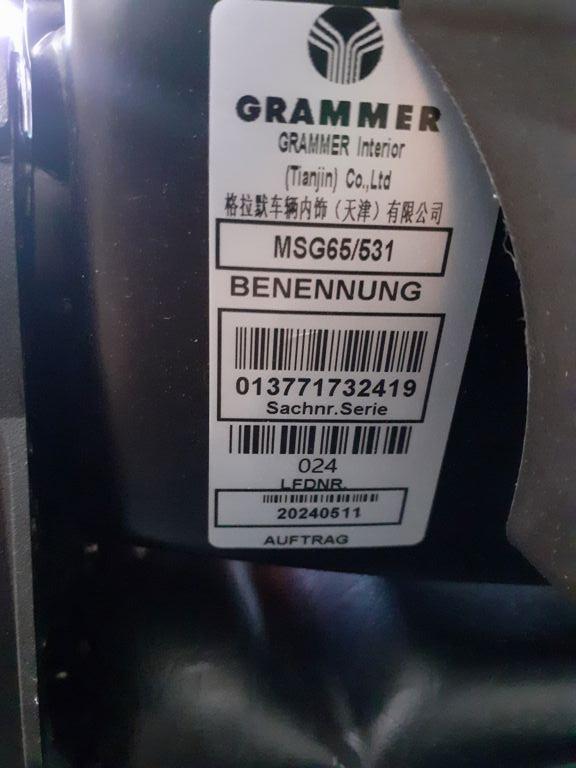 GRAMMER
GRAMMER Interior
(Tianjin) Co.,Ltd
格拉默车辆内饰（天津）有限公司
MSG65/531
BENENNUNG
013771732419
Sachnr.Serie
024
LFDNR.
20240511
AUFTRAG